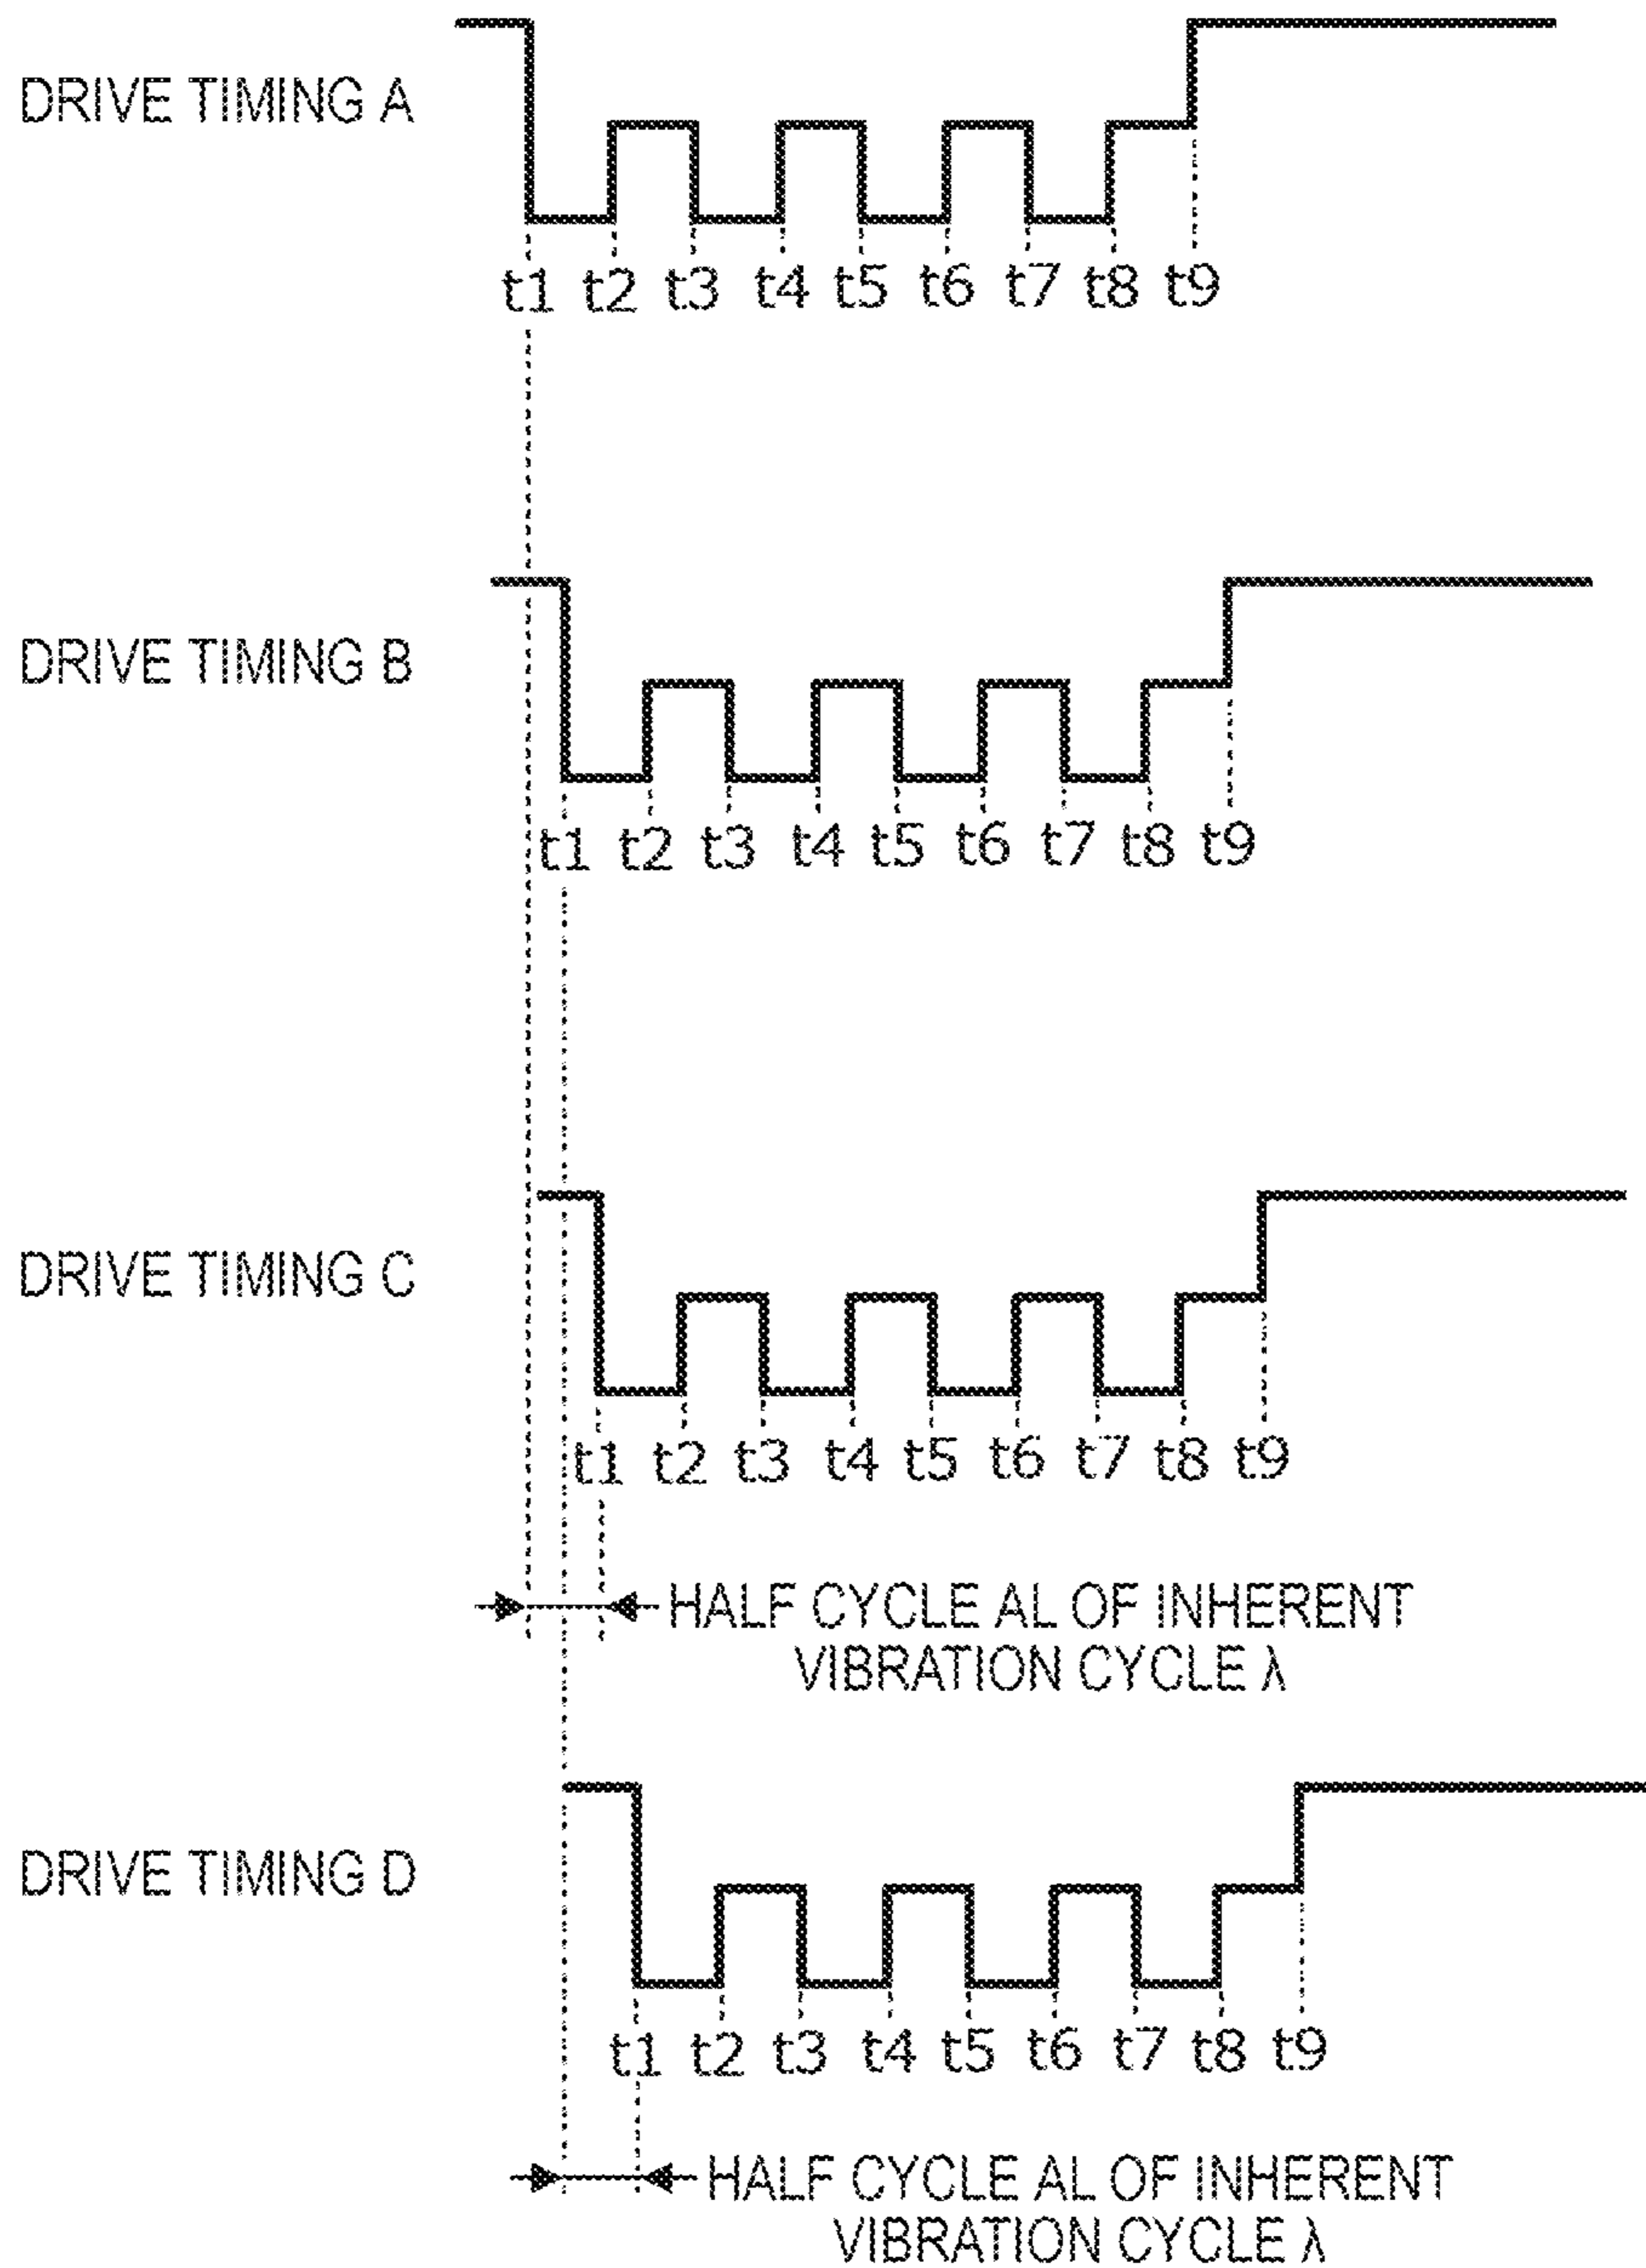 DRIVE TIMING A
t1 t2 t3 t4 t5 t6 t7 t8 t9
DRIVE TIMING B
t1 t2 t3 t4 t5 t6 t7 t8 t9
DRIVE TIMING C
t1 t2 t3 t4 t5 t6 t7 t8 t9
HALF CYCLE AL OF INHERENT
VIBRATION CYCLE λ
DRIVE TIMING D
t1 t2 t3 t4 t5 t6 t7 t8 t9
HALF CYCLE AL OF INHERENT
VIBRATION CYCLE λ